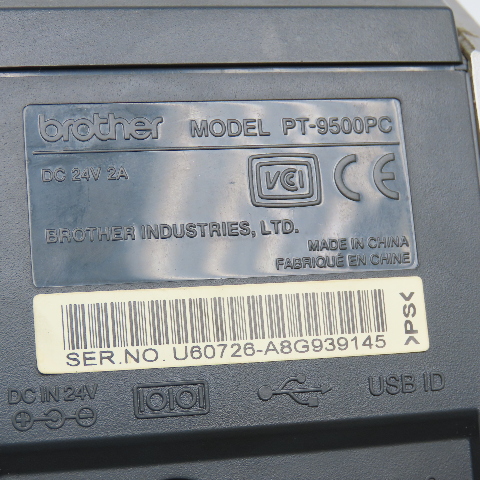 brother MODEL PT-9500PC
DC 24V 2A
VCI CE
BROTHER INDUSTRIES, LTD.
MADE IN CHINA
FABRIQUÉ EN CHINE
SER.NO. U60726-A8G939145
>PS<
DC IN 24V
|O|O|
USB ID